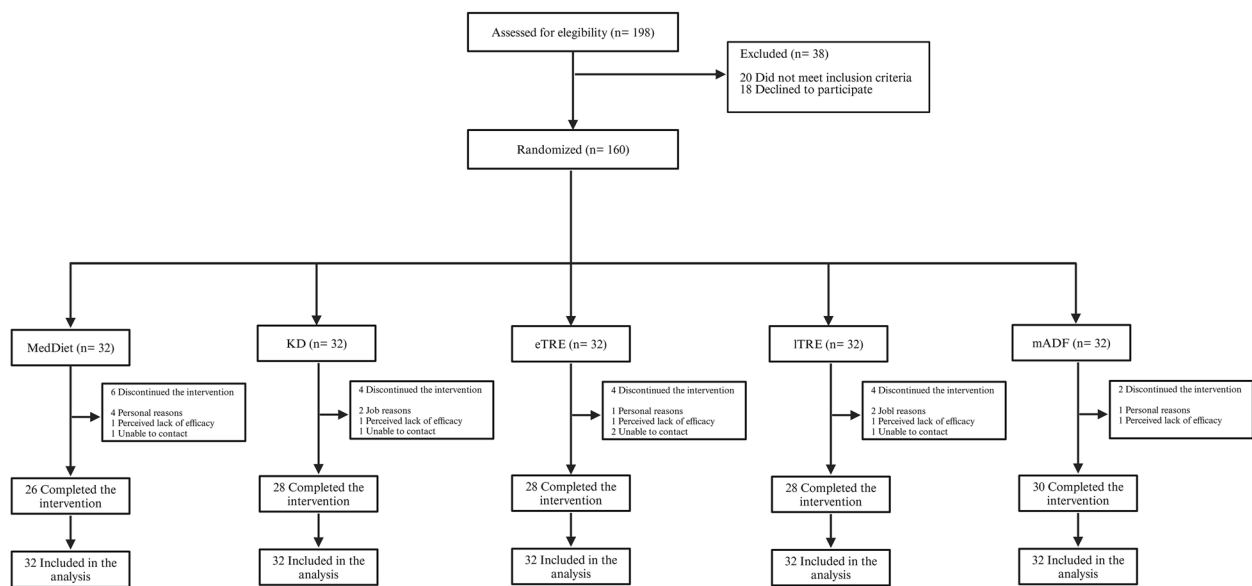 Assessed for elegibility (n= 198)
Excluded (n= 38)
20 Did not meet inclusion criteria
18 Declined to participate
Randomized (n= 160)
MedDiet (n= 32)
KD (n= 32)
eTRE (n= 32)
lTRE (n= 32)
mADF (n= 32)
6 Discontinued the intervention
4 Personal reasons
1 Perceived lack of efficacy
1 Unable to contact
4 Discontinued the intervention
2 Job reasons
1 Perceived lack of efficacy
1 Unable to contact
4 Discontinued the intervention
1 Personal reasons
1 Perceived lack of efficacy
2 Unable to contact
4 Discontinued the intervention
2 Jobl reasons
1 Perceived lack of efficacy
1 Unable to contact
2 Discontinued the intervention
1 Personal reasons
1 Perceived lack of efficacy
26 Completed the
intervention
28 Completed the
intervention
28 Completed the
intervention
28 Completed the
intervention
30 Completed the
intervention
32 Included in the
analysis
32 Included in the
analysis
32 Included in the
analysis
32 Included in the
analysis
32 Included in the
analysis